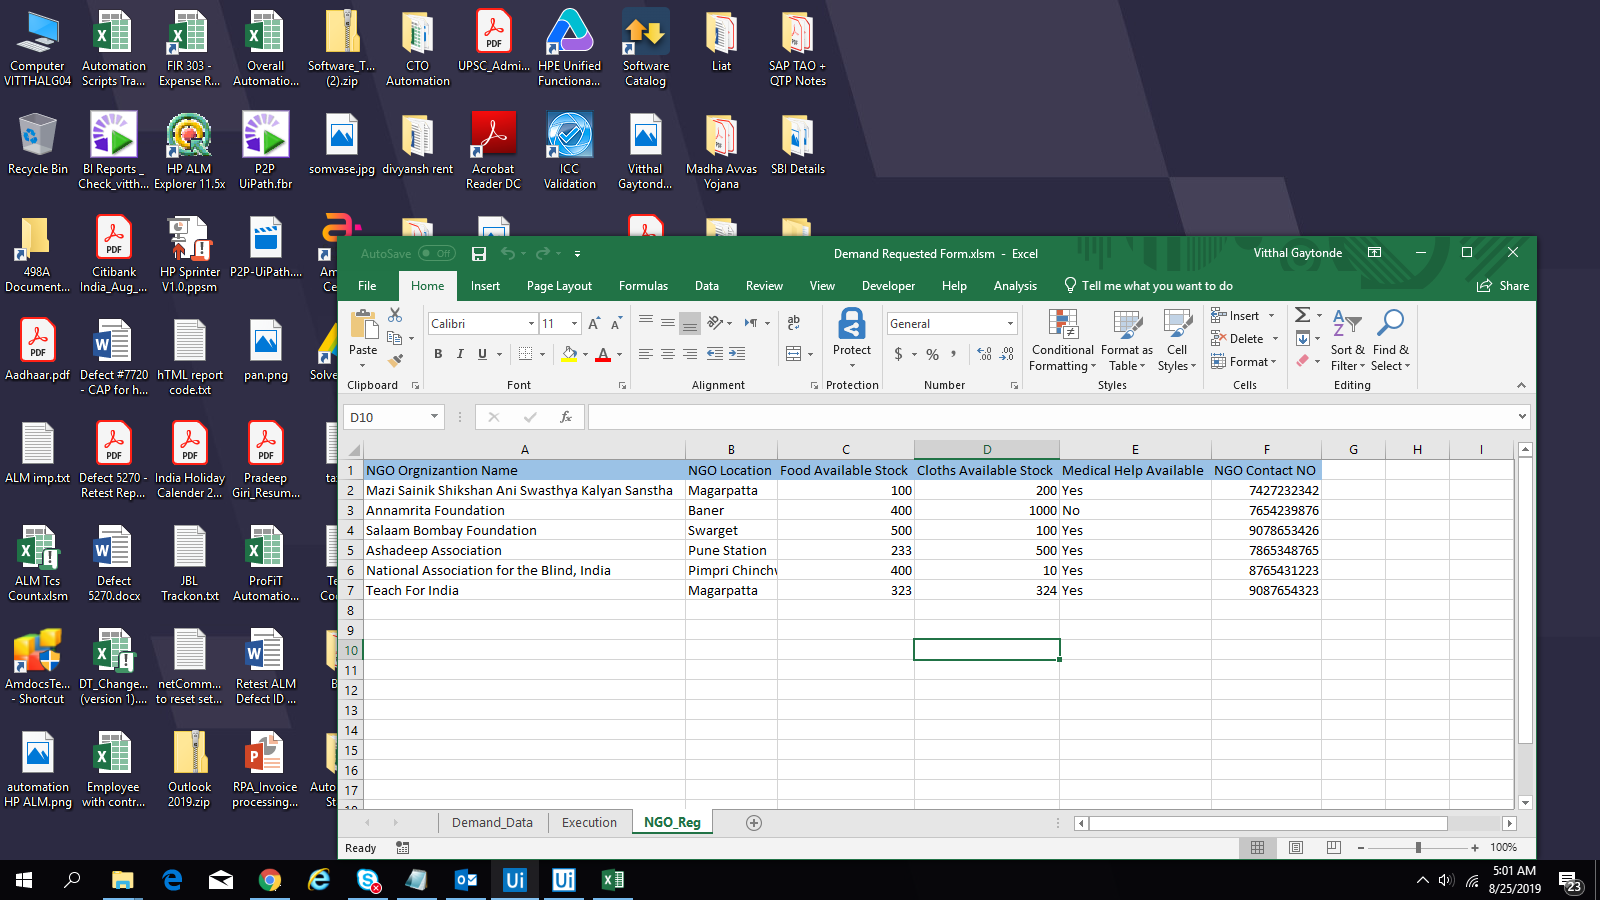 Computer
VITTHALG04
Automation
Scripts Tra...
FIR 303 -
Expense R...
Overall
Automatio...
Software_T...
(2).zip
CTO
Automation
UPSC_Admi...
HPE Unified
Functiona...
Software
Catalog
Liat
SAP TAO +
QTP Notes
Recycle Bin
BI Reports _
Check_vitth...
HP ALM
Explorer 11.5x
P2P
UiPath.fbr
somvase.jpg
divyansh rent
Acrobat
Reader DC
ICC
Validation
Vitthal
Gaytond...
Madha Avvas
Yojana
SBI Details
498A
Document...
Citibank
India_Aug_...
HP Sprinter
V1.0.ppsm
P2P-UiPath....
Aadhaar.pdf
Defect #7720
- CAP for h...
hTML report
code.txt
pan.png
ALM imp.txt
Defect 5270 -
Retest Rep...
India Holiday
Calender 2...
Pradeep
Giri_Resum...
ALM Tcs
Count.xlsm
Defect
5270.docx
JBL
Trackon.txt
ProFiT
Automatio...
AmdocsTe...
- Shortcut
DT_Change...
(version 1)....
netComm...
to reset set...
Retest ALM
Defect ID ...
automation
HP ALM.png
Employee
with contr...
Outlook
2019.zip
RPA_Invoice
processing...
AutoSave Off
Demand Requested Form.xlsm - Excel
Vitthal Gaytonde
File Home Insert Page Layout Formulas Data Review View Developer Help Analysis Tell me what you want to do Share
Paste
Clipboard
Calibri 11
B I U
Font
Alignment
Protect
Protection
General
$ % ,
Number
Conditional
Formatting
Format as
Table
Cell
Styles
Styles
Insert
Delete
Format
Cells
Sort &
Filter
Find &
Select
Editing
D10 fx
A B C D E F G H I
1 NGO Orgnizantion Name NGO Location Food Available Stock Cloths Available Stock Medical Help Available NGO Contact NO
2 Mazi Sainik Shikshan Ani Swasthya Kalyan Sanstha Magarpatta 100 200 Yes 7427232342
3 Annamrita Foundation Baner 400 1000 No 7654239876
4 Salaam Bombay Foundation Swarget 500 100 Yes 9078653426
5 Ashadeep Association Pune Station 233 500 Yes 7865348765
6 National Association for the Blind, India Pimpri Chinchw 400 10 Yes 8765431223
7 Teach For India Magarpatta 323 324 Yes 9087654323
8
9
10
11
12
13
14
15
16
17
Demand_Data Execution NGO_Reg
Ready
100%
5:01 AM
8/25/2019
23